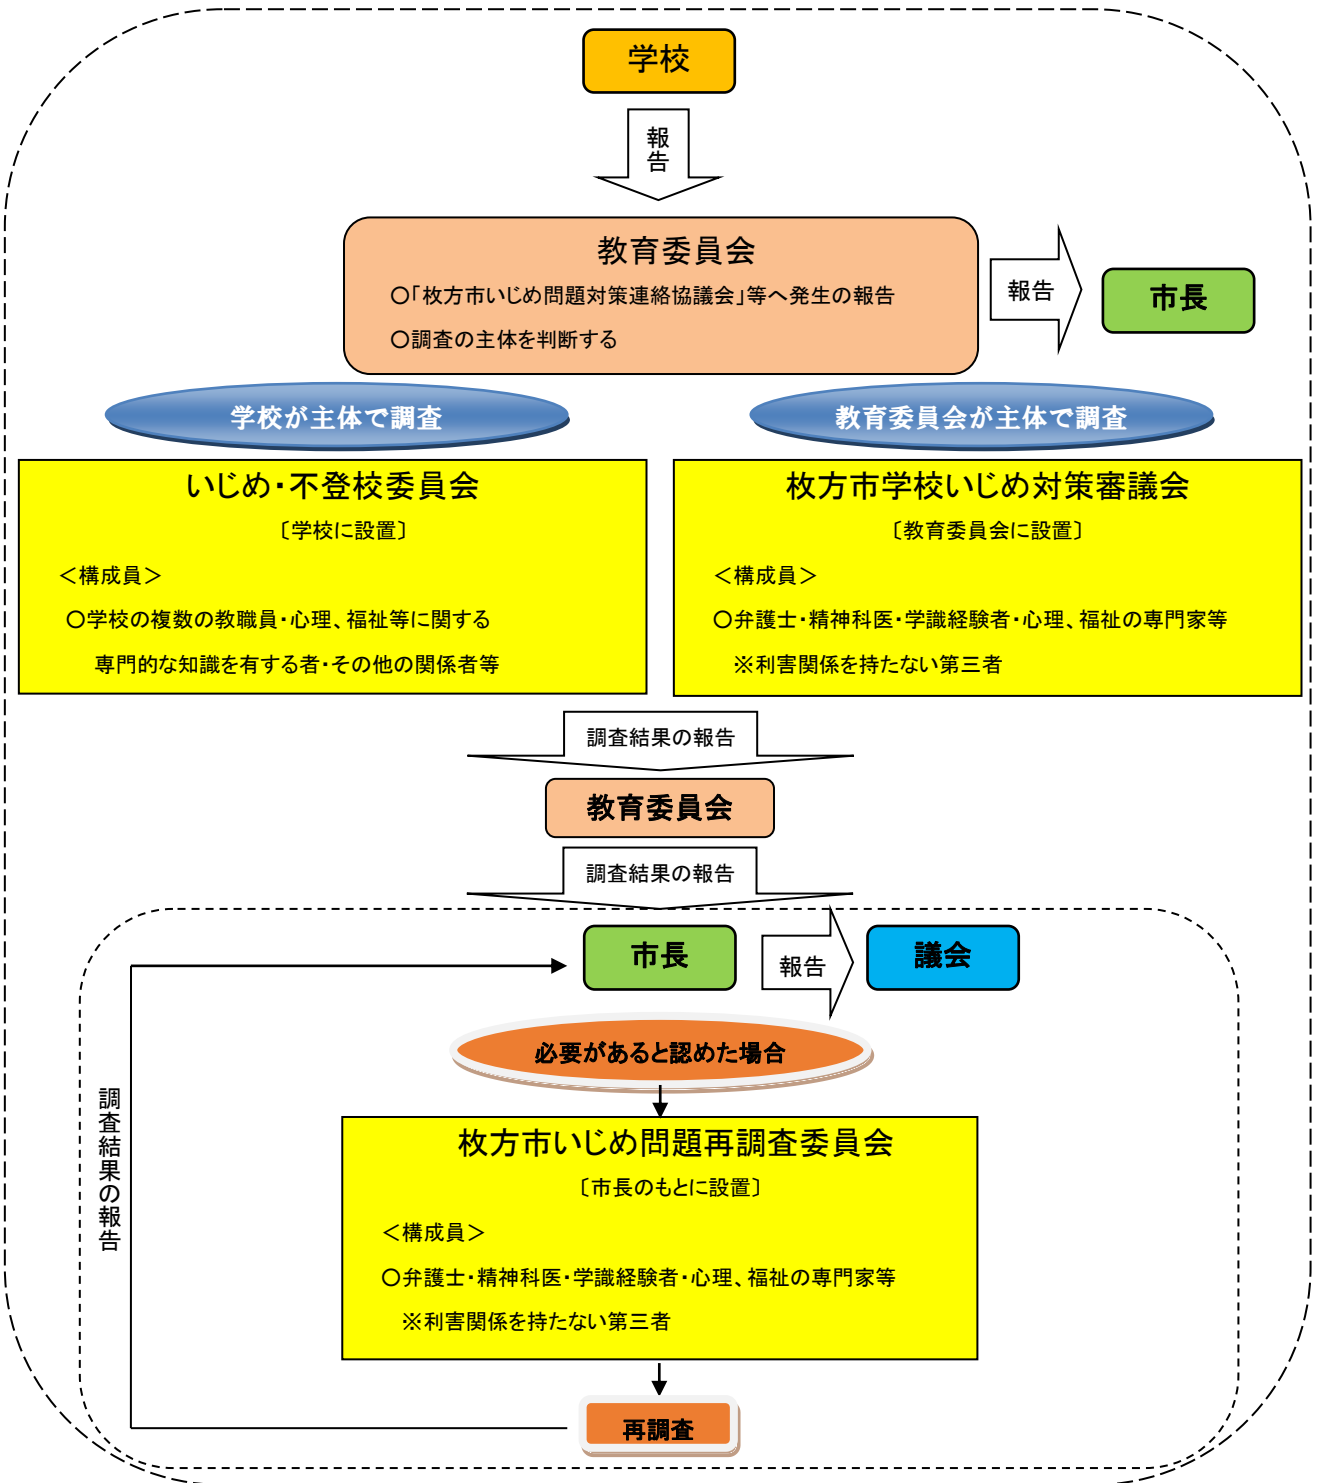 学校
報告
教育委員会
○「枚方市いじめ問題対策連絡協議会」等へ発生の報告
○調査の主体を判断する
報告
市長
学校が主体で調査
教育委員会が主体で調査
いじめ・不登校委員会
〔学校に設置〕
＜構成員＞
○学校の複数の教職員・心理、福祉等に関する
専門的な知識を有する者・その他の関係者等
枚方市学校いじめ対策審議会
〔教育委員会に設置〕
＜構成員＞
○弁護士・精神科医・学識経験者・心理、福祉の専門家等
※利害関係を持たない第三者
調査結果の報告
教育委員会
調査結果の報告
市長
報告
議会
必要があると認めた場合
調査結果の報告
枚方市いじめ問題再調査委員会
〔市長のもとに設置〕
＜構成員＞
○弁護士・精神科医・学識経験者・心理、福祉の専門家等
※利害関係を持たない第三者
再調査